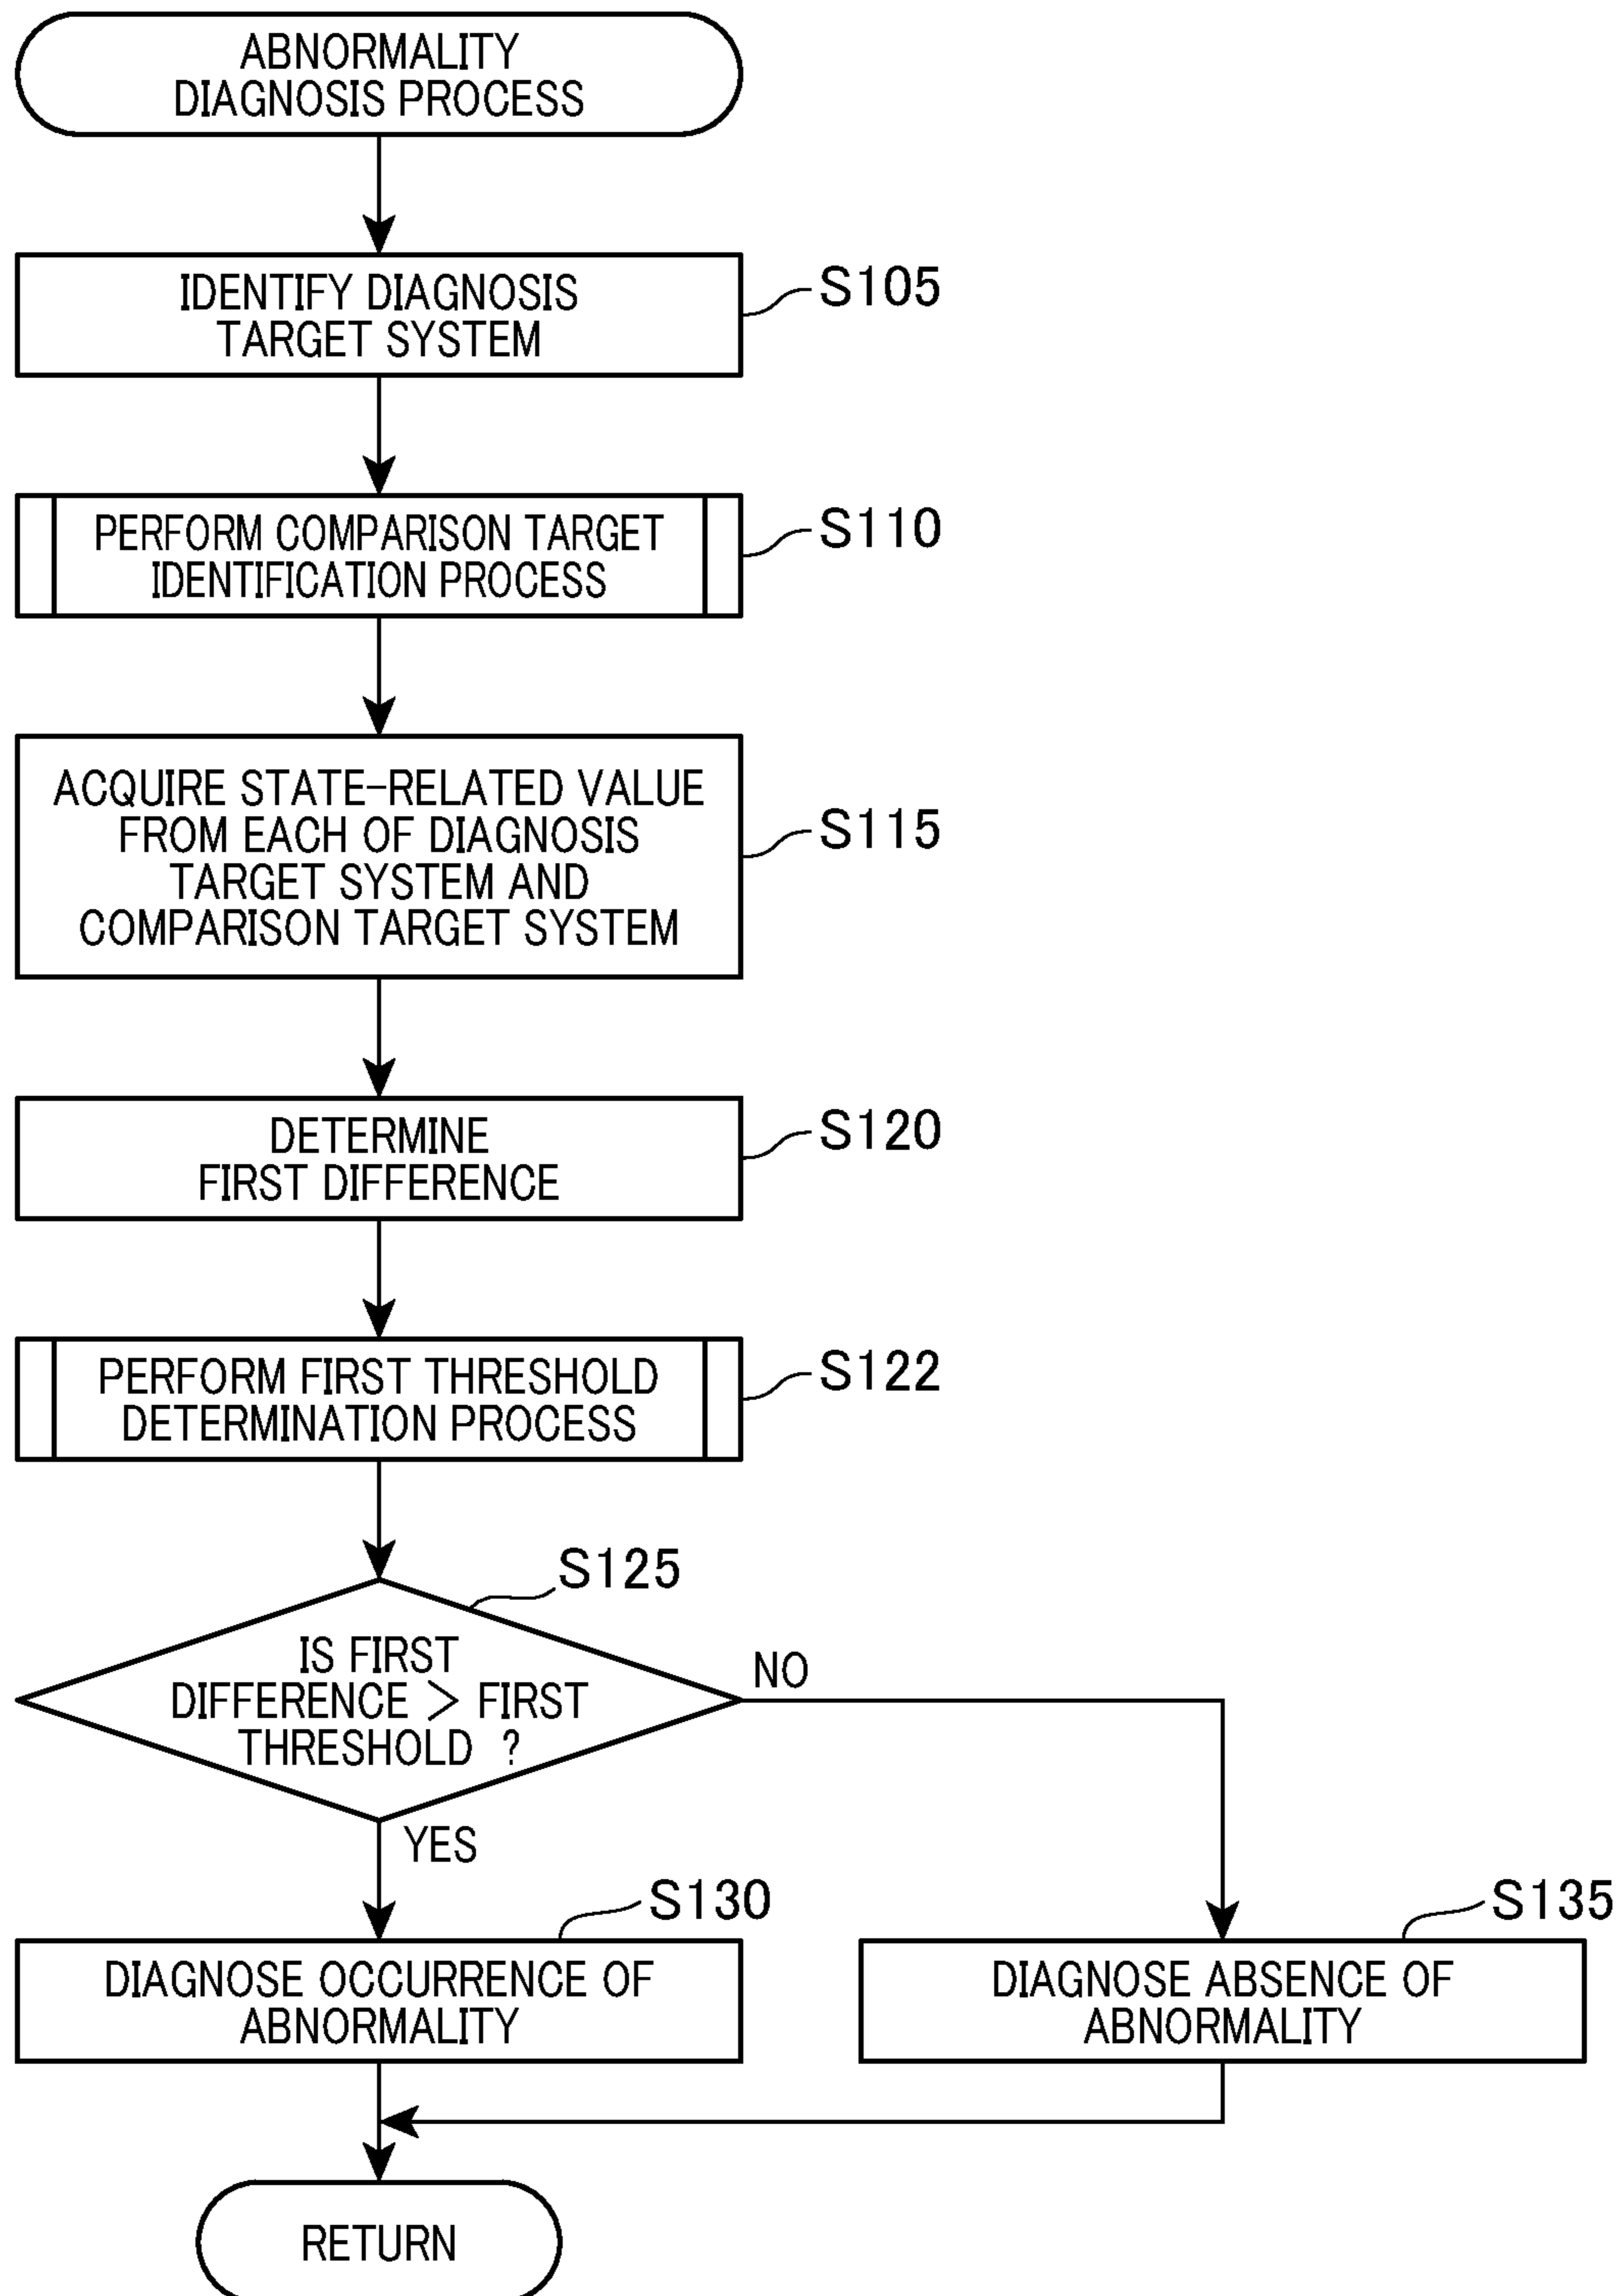 ABNORMALITY
DIAGNOSIS PROCESS
IDENTIFY DIAGNOSIS
TARGET SYSTEM
S105
PERFORM COMPARISON TARGET
IDENTIFICATION PROCESS
S110
ACQUIRE STATE-RELATED VALUE
FROM EACH OF DIAGNOSIS
TARGET SYSTEM AND
COMPARISON TARGET SYSTEM
S115
DETERMINE
FIRST DIFFERENCE
S120
PERFORM FIRST THRESHOLD
DETERMINATION PROCESS
S122
S125
IS FIRST
DIFFERENCE > FIRST
THRESHOLD ?
NO
YES
S130
DIAGNOSE OCCURRENCE OF
ABNORMALITY
S135
DIAGNOSE ABSENCE OF
ABNORMALITY
RETURN